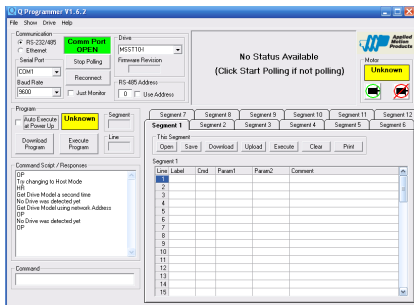 Q Programmer V1.6.2
File Show Drive Help
Communication
RS-232/485
Ethernet
Comm Port
OPEN
Serial Port
COM1
Stop Polling
Reconnect
Baud Rate
9600
Just Monitor
Drive
MSST10-I
Firmware Revision
RS-485 Address
0 Use Address
No Status Available
(Click Start Polling if not polling)
Applied
Motion
Products
Motor
Unknown
Program
Auto Execute
at Power Up
Unknown
Segment
Line
Download
Program
Execute
Program
Segment 7 Segment 8 Segment 9 Segment 10 Segment 11 Segment 12
Segment 1 Segment 2 Segment 3 Segment 4 Segment 5 Segment 6
This Segment
Open Save Download Upload Execute Clear Print
Segment 1
Line Label Cmd Param1 Param2 Comment
1
2
3
4
5
6
7
8
9
10
11
12
13
14
15
Command Script / Responses
OP
Try changing to Host Mode
HR
Get Drive Model a second time
No Drive was detected yet
Get Drive Model using network Address
OP
No Drive was detected yet
OP
Command